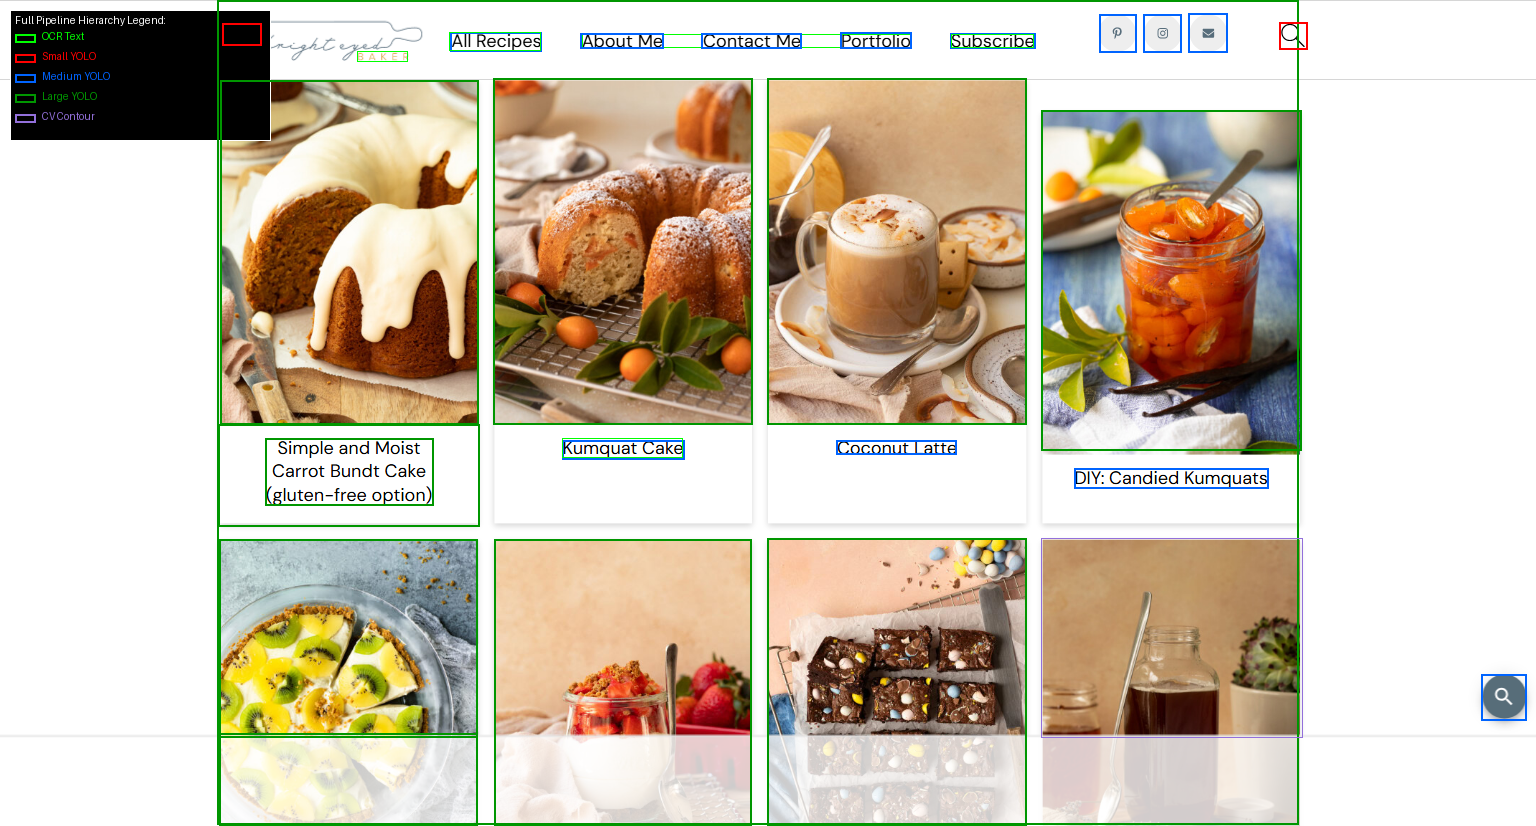 Full Pipeline Hierarchy Legend:
OCR Text
Small YOLO
Medium YOLO
Large YOLO
CV Contour
right eyed
BAKER
All Recipes
About Me
Contact Me
Portfolio
Subscribe
Simple and Moist
Carrot Bundt Cake
(gluten-free option)
Kumquat Cake
Coconut Latte
DIY: Candied Kumquats